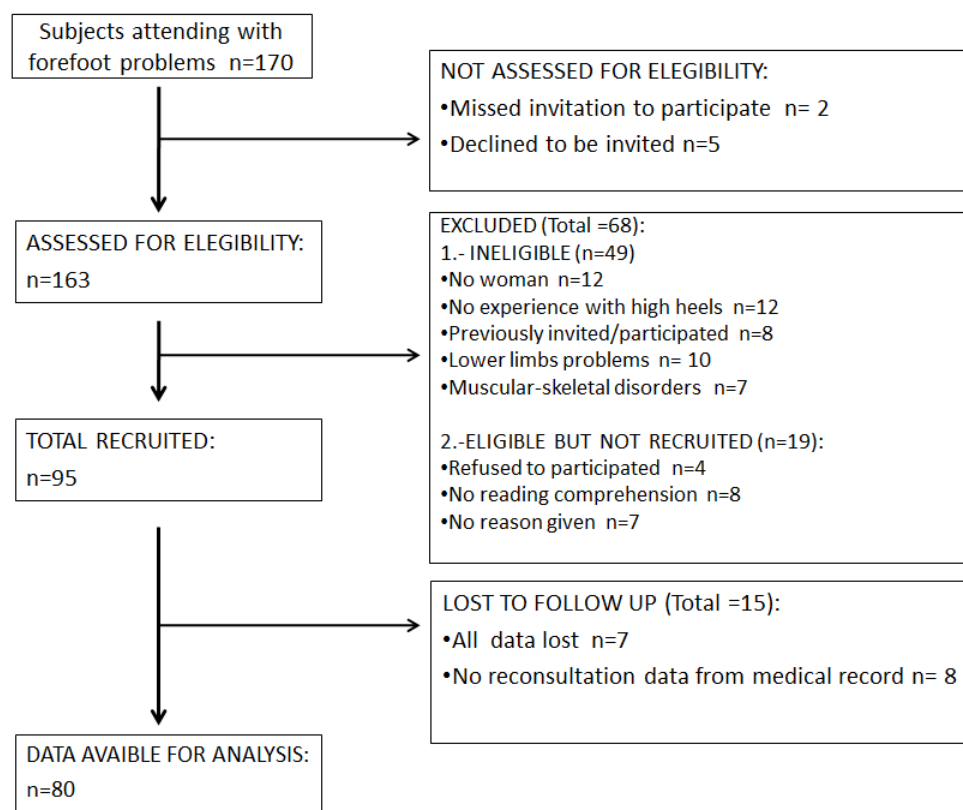 Subjects attending with
forefoot problems n=170
NOT ASSESSED FOR ELEGIBILITY:
•Missed invitation to participate n= 2
•Declined to be invited n=5
ASSESSED FOR ELEGIBILITY:
n=163
EXCLUDED (Total =68):
1.- INELIGIBLE (n=49)
•No woman n=12
•No experience with high heels n=12
•Previously invited/participated n=8
•Lower limbs problems n= 10
•Muscular-skeletal disorders n=7
2.-ELIGIBLE BUT NOT RECRUITED (n=19):
•Refused to participated n=4
•No reading comprehension n=8
•No reason given n=7
TOTAL RECRUITED:
n=95
LOST TO FOLLOW UP (Total =15):
•All data lost n=7
•No reconsultation data from medical record n= 8
DATA AVAIBLE FOR ANALYSIS:
n=80